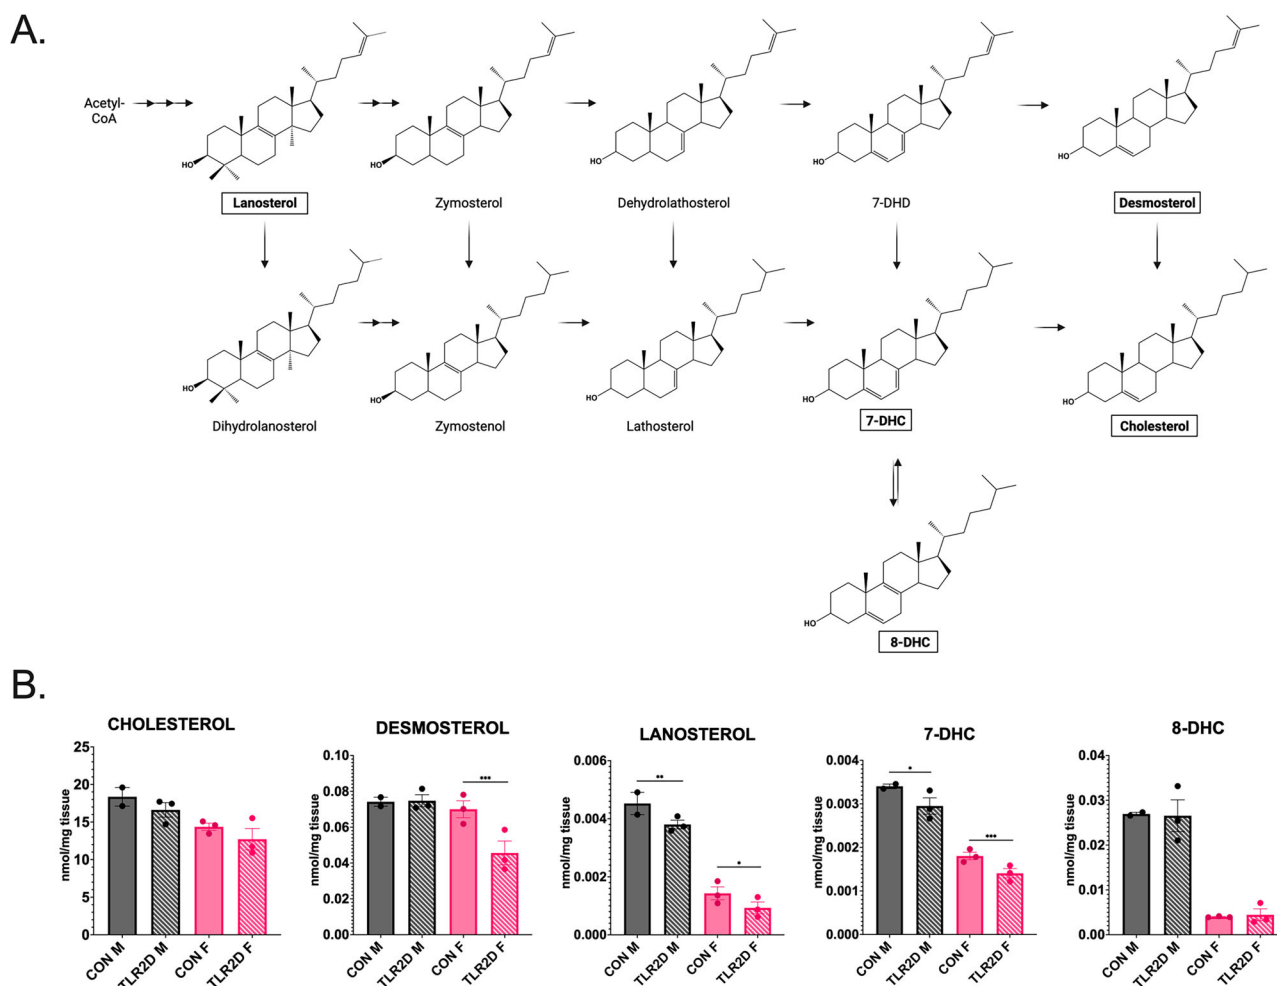 A.
Acetyl-
CoA
HO
HO
HO
HO
HO
Lanosterol
Zymosterol
Dehydrolathosterol
7-DHD
Desmosterol
HO
HO
HO
HO
HO
Dihydrolanosterol
Zymostenol
Lathosterol
7-DHC
Cholesterol
HO
8-DHC
B.
CHOLESTEROL
nmol/mg tissue
25
20
15
10
5
0
CON M
TLR2D M
CON F
TLR2D F
DESMOSTEROL
nmol/mg tissue
0.10
0.08
0.06
0.04
0.02
0.00
***
CON M
TLR2D M
CON F
TLR2D F
LANOSTEROL
nmol/mg tissue
0.006
0.004
0.002
0.000
**
*
CON M
TLR2D M
CON F
TLR2D F
7-DHC
nmol/mg tissue
0.004
0.003
0.002
0.001
0.000
*
***
CON M
TLR2D M
CON F
TLR2D F
8-DHC
nmol/mg tissue
0.04
0.03
0.02
0.01
0.00
CON M
TLR2D M
CON F
TLR2D F